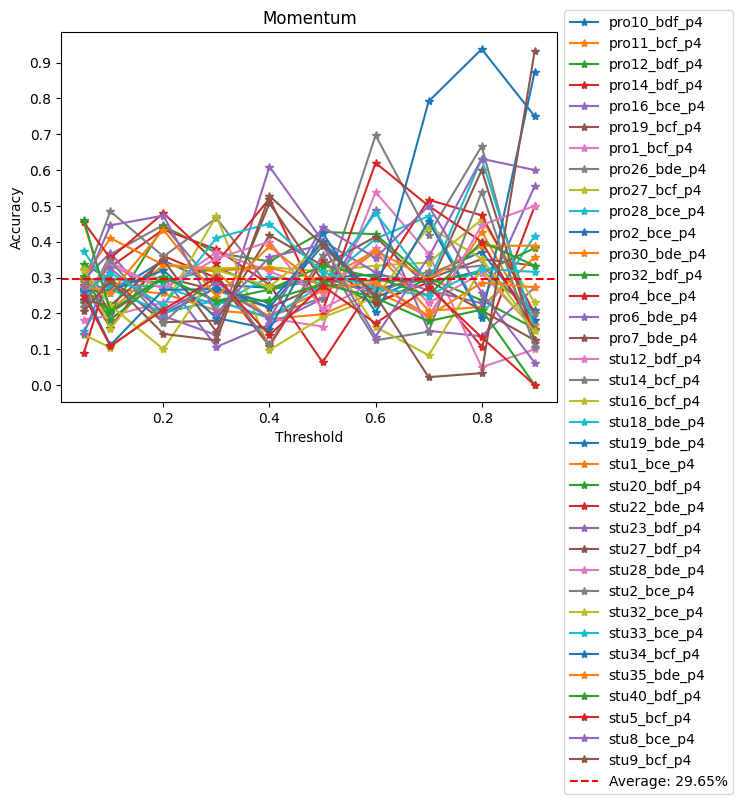 Momentum
Accuracy
0.9
0.8
0.7
0.6
0.5
0.4
0.3
0.2
0.1
0.0
0.2
0.4
0.6
0.8
Threshold
pro10_bdf_p4
pro11_bcf_p4
pro12_bdf_p4
pro14_bdf_p4
pro16_bce_p4
pro19_bcf_p4
pro1_bcf_p4
pro26_bde_p4
pro27_bcf_p4
pro28_bce_p4
pro2_bce_p4
pro30_bde_p4
pro32_bdf_p4
pro4_bce_p4
pro6_bde_p4
pro7_bde_p4
stu12_bdf_p4
stu14_bcf_p4
stu16_bcf_p4
stu18_bde_p4
stu19_bde_p4
stu1_bce_p4
stu20_bdf_p4
stu22_bde_p4
stu23_bdf_p4
stu27_bdf_p4
stu28_bde_p4
stu2_bce_p4
stu32_bce_p4
stu33_bce_p4
stu34_bcf_p4
stu35_bde_p4
stu40_bdf_p4
stu5_bcf_p4
stu8_bce_p4
stu9_bcf_p4
Average: 29.65%